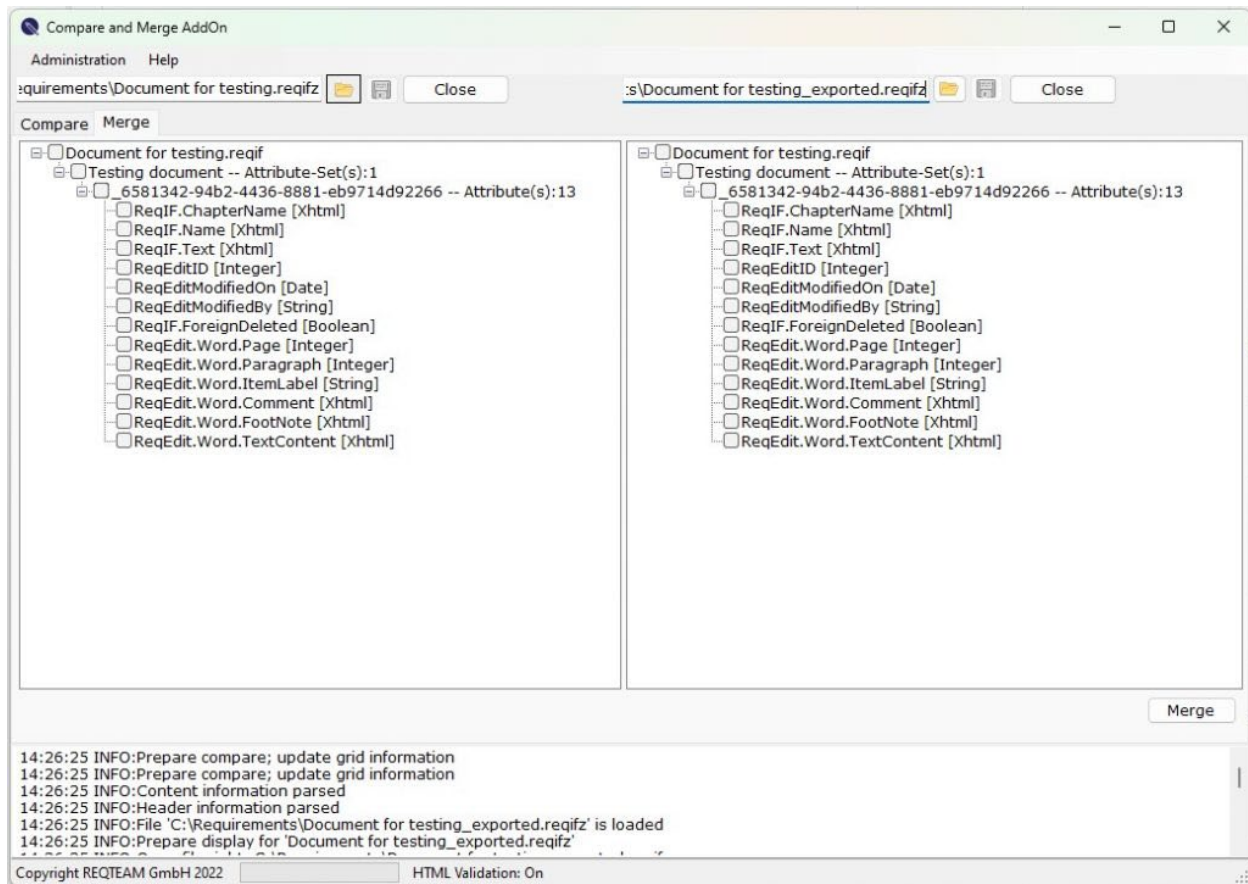 Compare and Merge AddOn
Administration Help
equirements\Document for testing.reqifz Close :s\Document for testing_exported.reqifz Close
Compare Merge
Document for testing.reqif
Testing document -- Attribute-Set(s):1
_6581342-94b2-4436-8881-eb9714d92266 -- Attribute(s):13
ReqIF.ChapterName [Xhtml]
ReqIF.Name [Xhtml]
ReqIF.Text [Xhtml]
ReqEditID [Integer]
ReqEditModifiedOn [Date]
ReqEditModifiedBy [String]
ReqIF.ForeignDeleted [Boolean]
ReqEdit.Word.Page [Integer]
ReqEdit.Word.Paragraph [Integer]
ReqEdit.Word.ItemLabel [String]
ReqEdit.Word.Comment [Xhtml]
ReqEdit.Word.FootNote [Xhtml]
ReqEdit.Word.TextContent [Xhtml]
Document for testing.reqif
Testing document -- Attribute-Set(s):1
_6581342-94b2-4436-8881-eb9714d92266 -- Attribute(s):13
ReqIF.ChapterName [Xhtml]
ReqIF.Name [Xhtml]
ReqIF.Text [Xhtml]
ReqEditID [Integer]
ReqEditModifiedOn [Date]
ReqEditModifiedBy [String]
ReqIF.ForeignDeleted [Boolean]
ReqEdit.Word.Page [Integer]
ReqEdit.Word.Paragraph [Integer]
ReqEdit.Word.ItemLabel [String]
ReqEdit.Word.Comment [Xhtml]
ReqEdit.Word.FootNote [Xhtml]
ReqEdit.Word.TextContent [Xhtml]
Merge
14:26:25 INFO:Prepare compare; update grid information
14:26:25 INFO:Prepare compare; update grid information
14:26:25 INFO:Content information parsed
14:26:25 INFO:Header information parsed
14:26:25 INFO:File 'C:\Requirements\Document for testing_exported.reqifz' is loaded
14:26:25 INFO:Prepare display for 'Document for testing_exported.reqifz'
Copyright REQTEAM GmbH 2022 HTML Validation: On